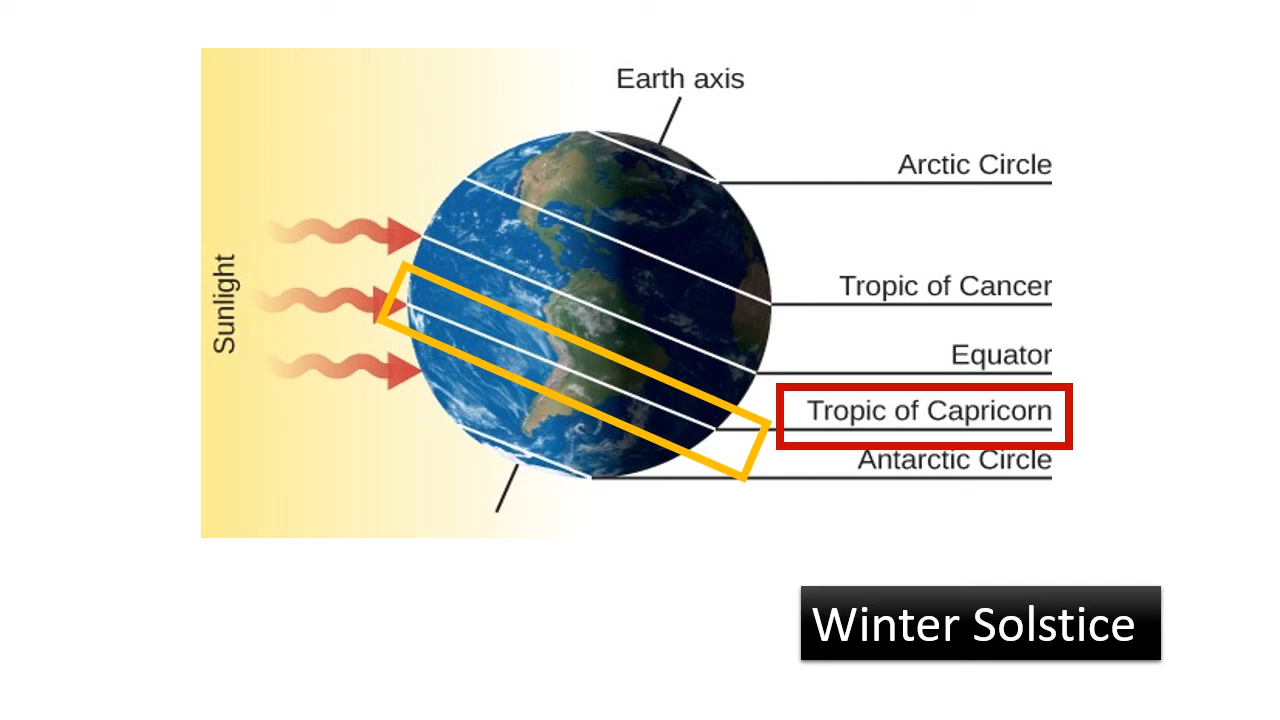 Earth axis
Arctic Circle
Sunlight
Tropic of Cancer
Equator
Tropic of Capricorn
Antarctic Circle
Winter Solstice